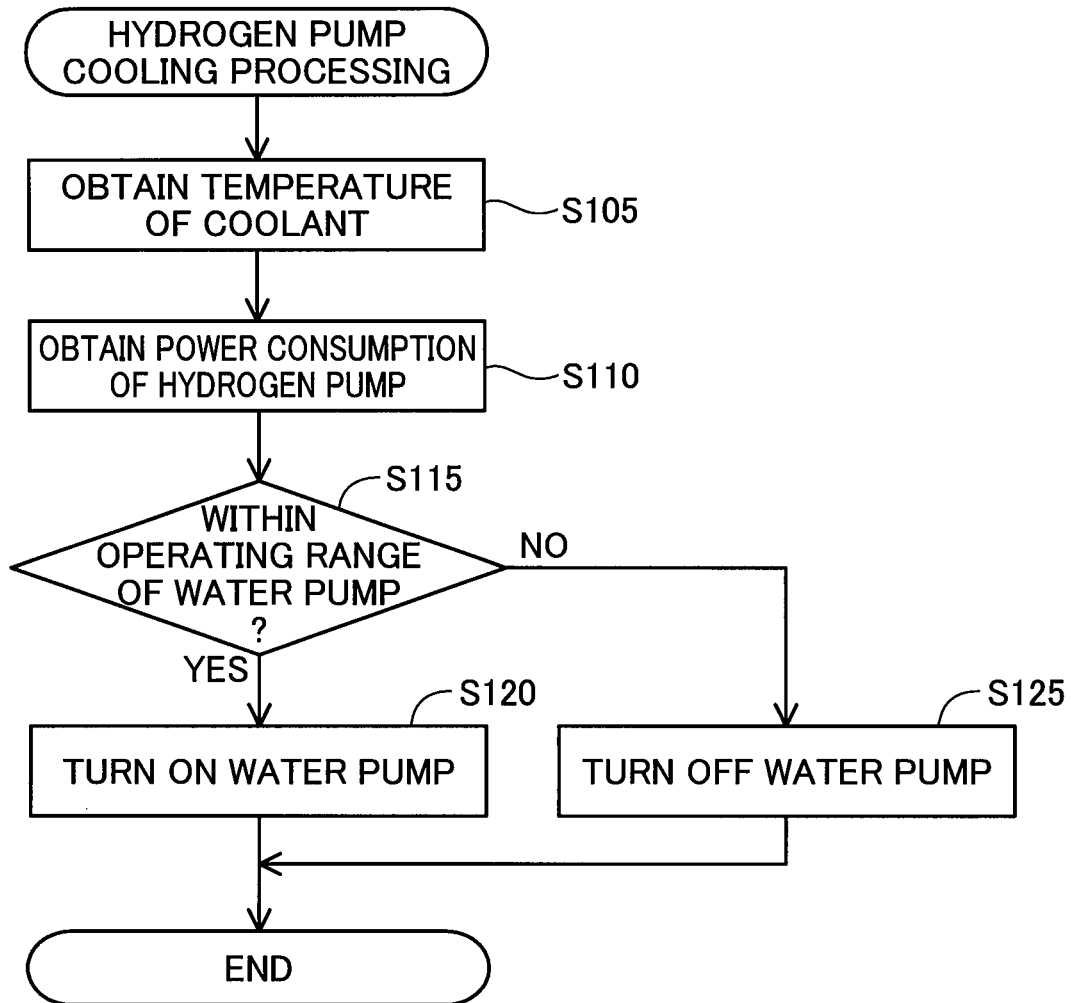 HYDROGEN PUMP
COOLING PROCESSING
OBTAIN TEMPERATURE
OF COOLANT
S105
OBTAIN POWER CONSUMPTION
OF HYDROGEN PUMP
S110
S115
WITHIN
OPERATING RANGE
OF WATER PUMP
?
NO
YES
S120
TURN ON WATER PUMP
S125
TURN OFF WATER PUMP
END